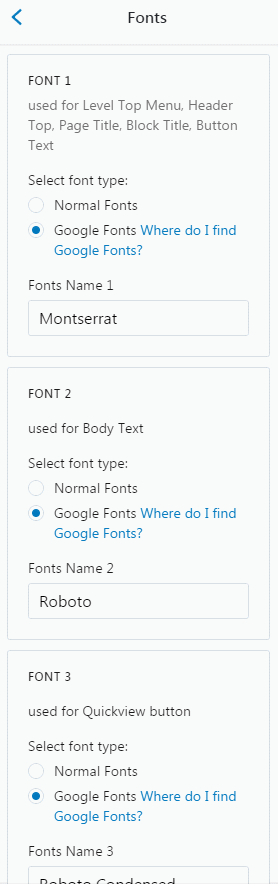 Fonts
FONT 1
used for Level Top Menu, Header
Top, Page Title, Block Title, Button
Text
Select font type:
Normal Fonts
Google Fonts Where do I find
Google Fonts?
Fonts Name 1
Montserrat
FONT 2
used for Body Text
Select font type:
Normal Fonts
Google Fonts Where do I find
Google Fonts?
Fonts Name 2
Roboto
FONT 3
used for Quickview button
Select font type:
Normal Fonts
Google Fonts Where do I find
Google Fonts?
Fonts Name 3
Roboto Condensed